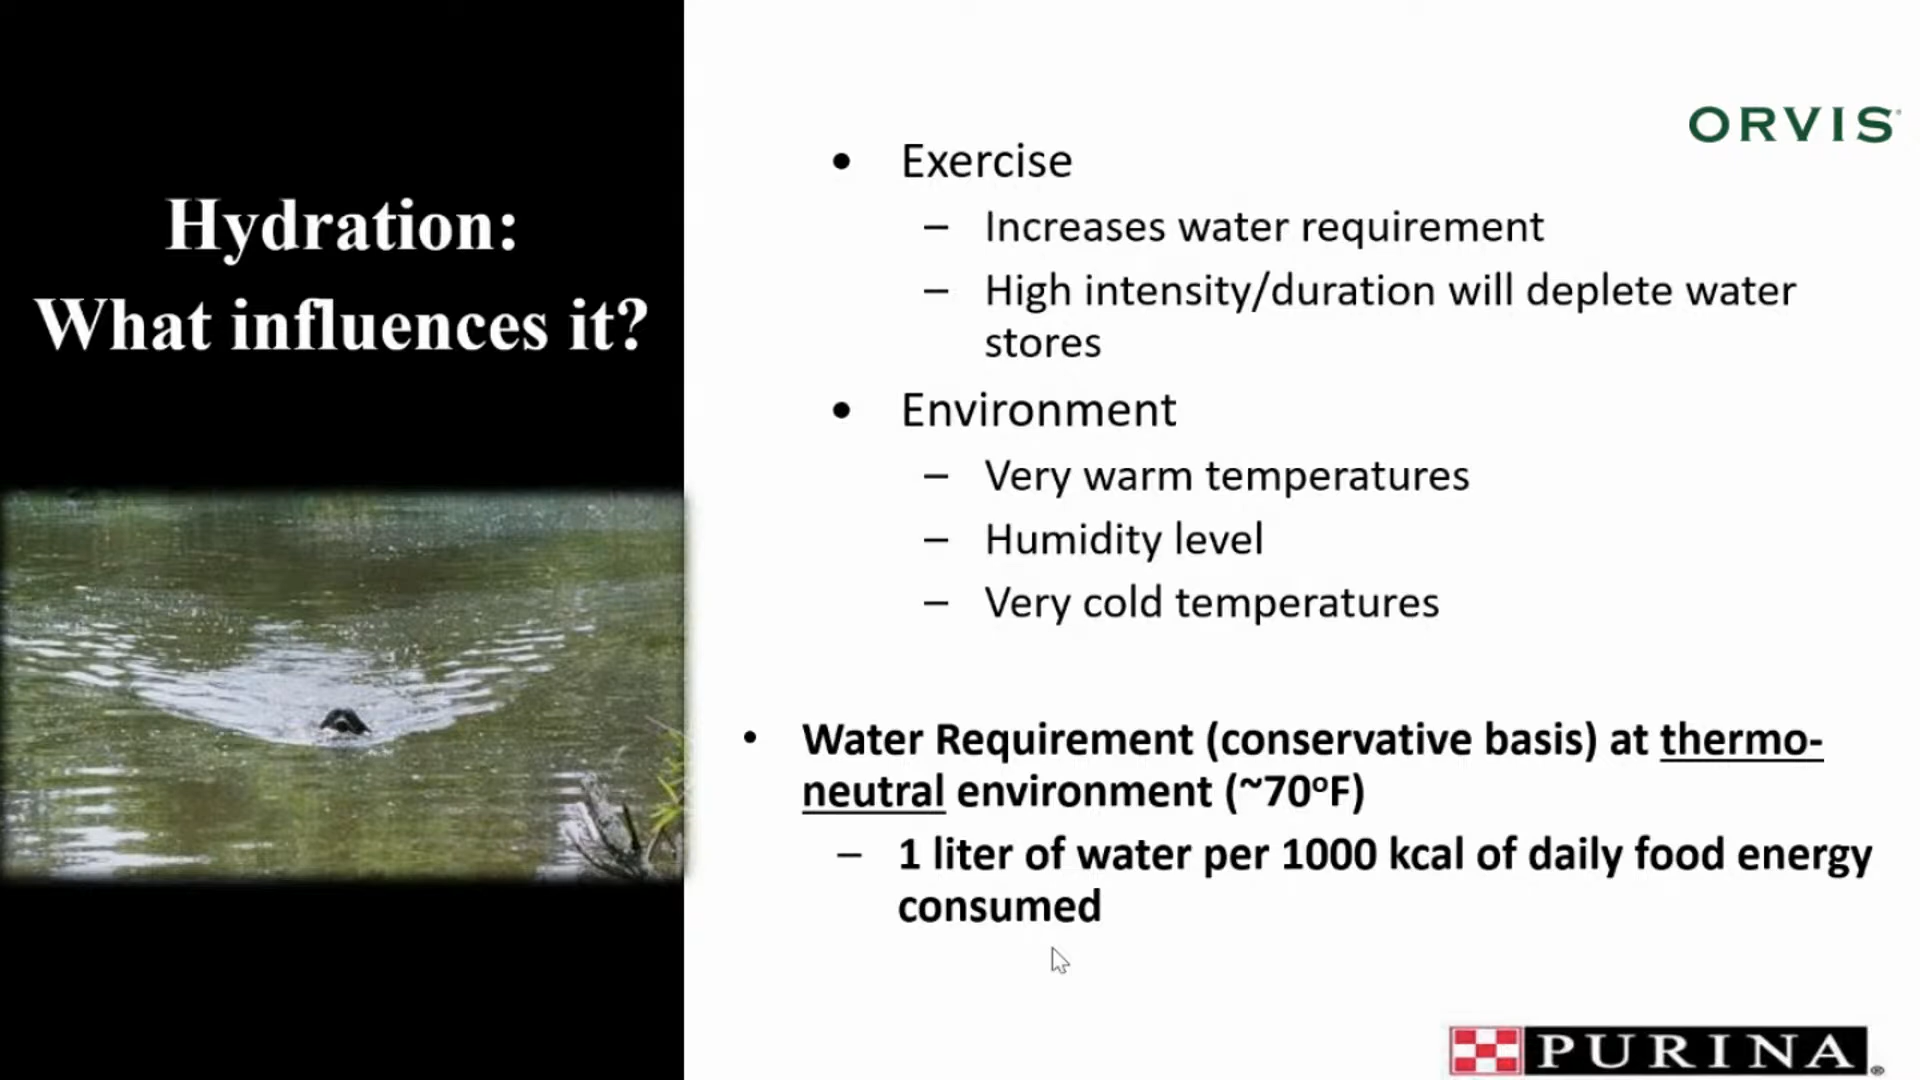 Hydration:
What influences it?
ORVIS
• Exercise
– Increases water requirement
– High intensity/duration will deplete water
stores
• Environment
– Very warm temperatures
– Humidity level
– Very cold temperatures
• Water Requirement (conservative basis) at thermo-
neutral environment (~70°F)
– 1 liter of water per 1000 kcal of daily food energy
consumed
PURINA®